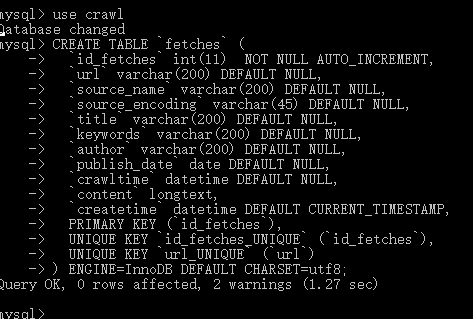 mysql> use crawl
Database changed
mysql> CREATE TABLE `fetches` (
    ->   `id_fetches` int(11)  NOT NULL AUTO_INCREMENT,
    ->   `url` varchar(200) DEFAULT NULL,
    ->   `source_name` varchar(200) DEFAULT NULL,
    ->   `source_encoding` varchar(45) DEFAULT NULL,
    ->   `title` varchar(200) DEFAULT NULL,
    ->   `keywords` varchar(200) DEFAULT NULL,
    ->   `author` varchar(200) DEFAULT NULL,
    ->   `publish_date` date DEFAULT NULL,
    ->   `crawltime` datetime DEFAULT NULL,
    ->   `content` longtext,
    ->   `createtime` datetime DEFAULT CURRENT_TIMESTAMP,
    ->   PRIMARY KEY (`id_fetches`),
    ->   UNIQUE KEY `id_fetches_UNIQUE` (`id_fetches`),
    ->   UNIQUE KEY `url_UNIQUE` (`url`)
    -> ) ENGINE=InnoDB DEFAULT CHARSET=utf8;
Query OK, 0 rows affected, 2 warnings (1.27 sec)
mysql>